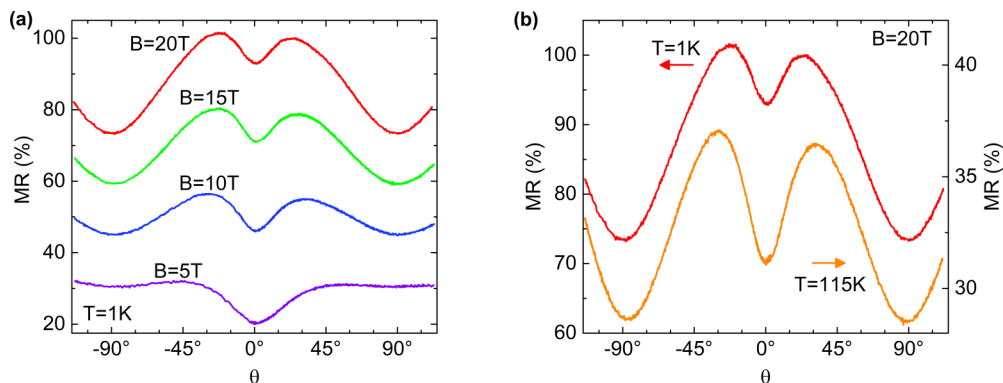 (a)
MR (%)
100
80
60
40
20
B=20T
B=15T
B=10T
B=5T
T=1K
-90° -45° 0° 45° 90°
θ
(b)
MR (%)
100
90
80
70
60
T=1K
B=20T
T=115K
40
35
30
MR (%)
-90° -45° 0° 45° 90°
θ